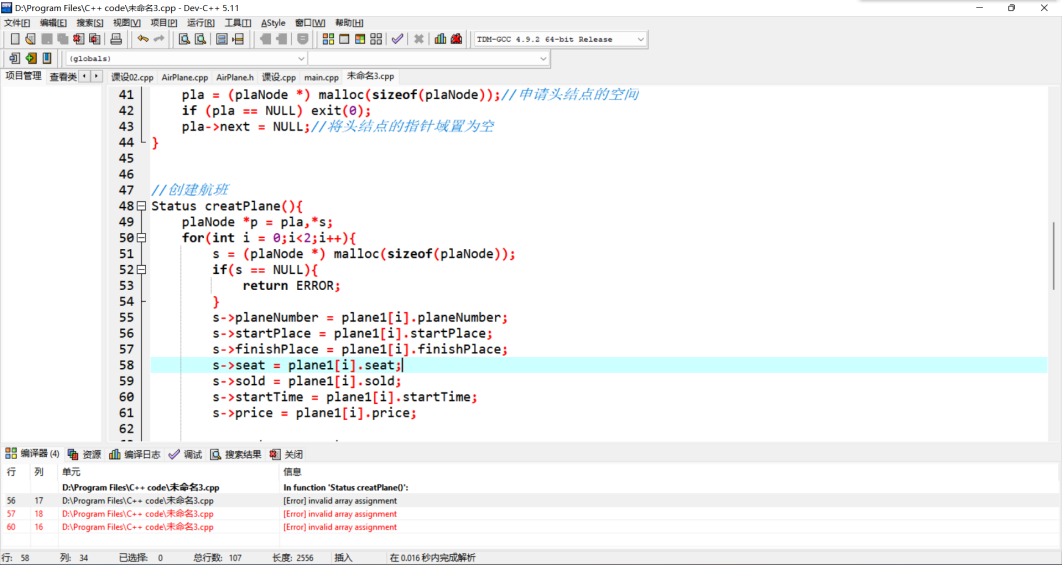 D:\Program Files\C++ code\未命名3.cpp - Dev-C++ 5.11
文件[F] 编辑[E] 搜索[S] 视图[V] 项目[P] 运行[R] 工具[T] AStyle 窗口[W] 帮助[H]
TDM-GCC 4.9.2 64-bit Release
(globals)
项目管理 查看类 课设02.cpp AirPlane.cpp AirPlane.h 课设.cpp main.cpp 未命名3.cpp
41 pla = (plaNode *) malloc(sizeof(plaNode));//申请头结点的空间
42 if (pla == NULL) exit(0);
43 pla->next = NULL;//将头结点的指针域置为空
44 }
45
46
47 //创建航班
48 Status creatPlane(){
49 plaNode *p = pla,*s;
50 for(int i = 0;i<2;i++){
51 s = (plaNode *) malloc(sizeof(plaNode));
52 if(s == NULL){
53 return ERROR;
54 }
55 s->planeNumber = plane1[i].planeNumber;
56 s->startPlace = plane1[i].startPlace;
57 s->finishPlace = plane1[i].finishPlace;
58 s->seat = plane1[i].seat;
59 s->sold = plane1[i].sold;
60 s->startTime = plane1[i].startTime;
61 s->price = plane1[i].price;
62
编译器 (4) 资源 编译日志 调试 搜索结果 关闭
行 列 单元 信息
D:\Program Files\C++ code\未命名3.cpp In function 'Status creatPlane()':
56 17 D:\Program Files\C++ code\未命名3.cpp [Error] invalid array assignment
57 18 D:\Program Files\C++ code\未命名3.cpp [Error] invalid array assignment
60 16 D:\Program Files\C++ code\未命名3.cpp [Error] invalid array assignment
行: 58 列: 34 已选择: 0 总行数: 107 长度: 2556 插入 在 0.016 秒内完成解析